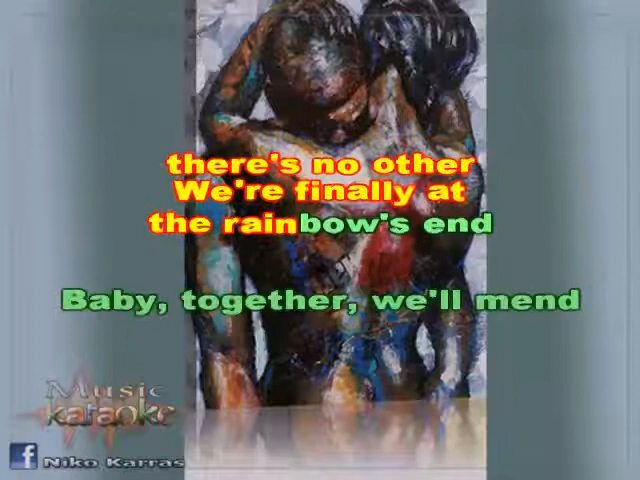 there's no other
We're finally at
the rainbow's end
Baby, together, we'll mend
Music
karaoke
f Niko Karras